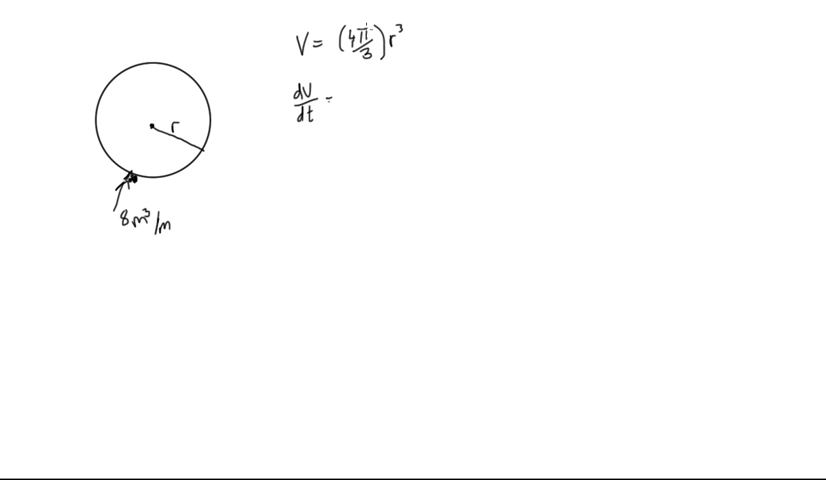 V = (4π/3)r³
dV/dt =
r
8m³/m